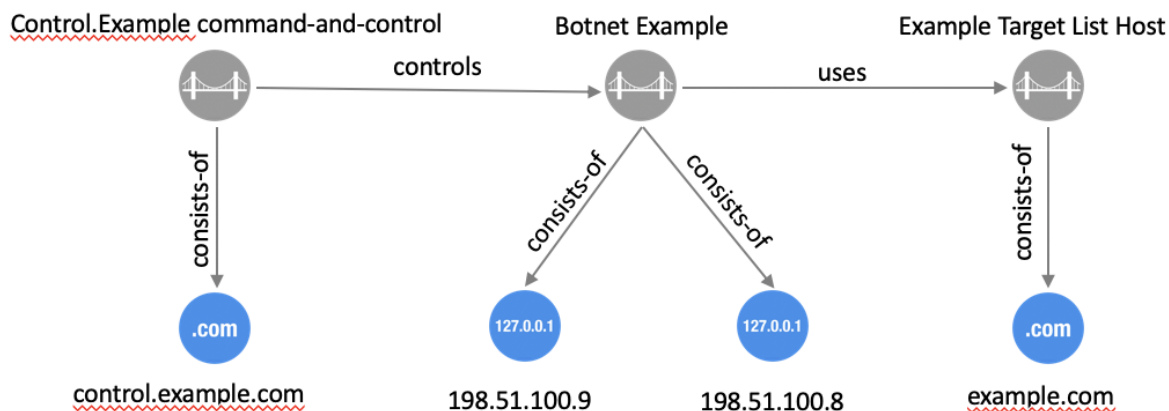 Control.Example command-and-control
Botnet Example
Example Target List Host
controls
uses
consists-of
consists-of
consists-of
consists-of
.com
127.0.0.1
127.0.0.1
.com
control.example.com
198.51.100.9
198.51.100.8
example.com